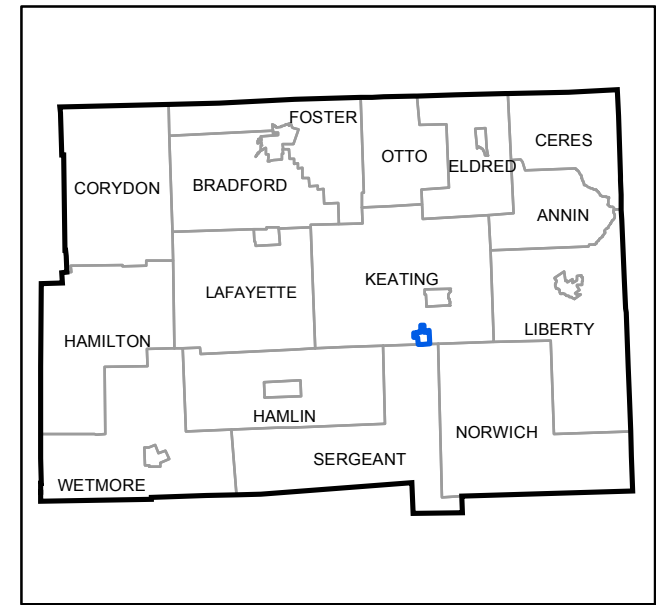 FOSTER
CERES
OTTO
ELDRED
CORYDON
BRADFORD
ANNIN
KEATING
LAFAYETTE
LIBERTY
HAMILTON
HAMLIN
NORWICH
SERGEANT
WETMORE